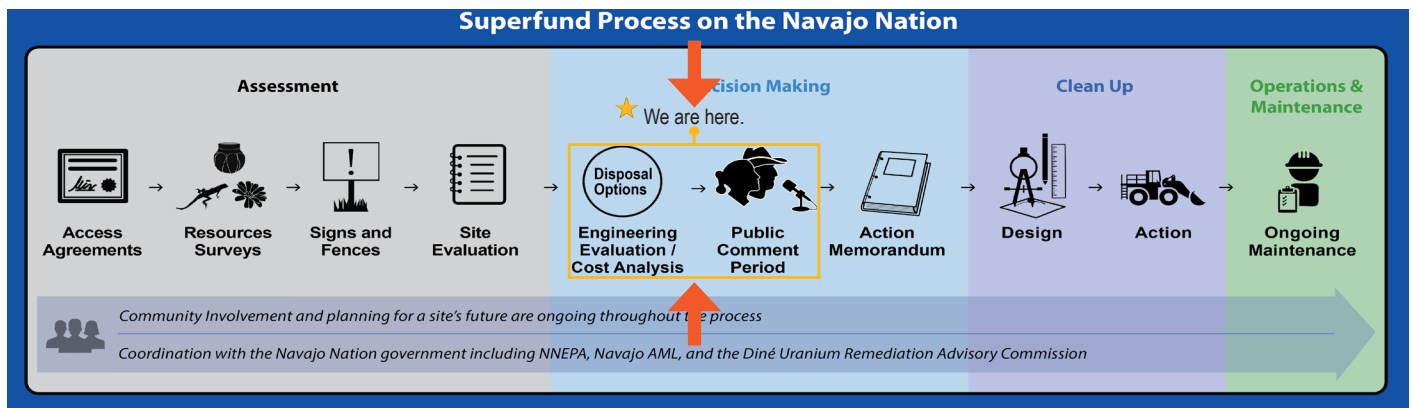 Superfund Process on the Navajo Nation
Assessment
cision Making
Clean Up
Operations &
Maintenance
We are here.
Disposal
Options
Access
Agreements
Resources
Surveys
Signs and
Fences
Site
Evaluation
Engineering
Evaluation /
Cost Analysis
Public
Comment
Period
Action
Memorandum
Design
Action
Ongoing
Maintenance
Community Involvement and planning for a site's future are ongoing throughout the process
Coordination with the Navajo Nation government including NNEPA, Navajo AML, and the Diné Uranium Remediation Advisory Commission